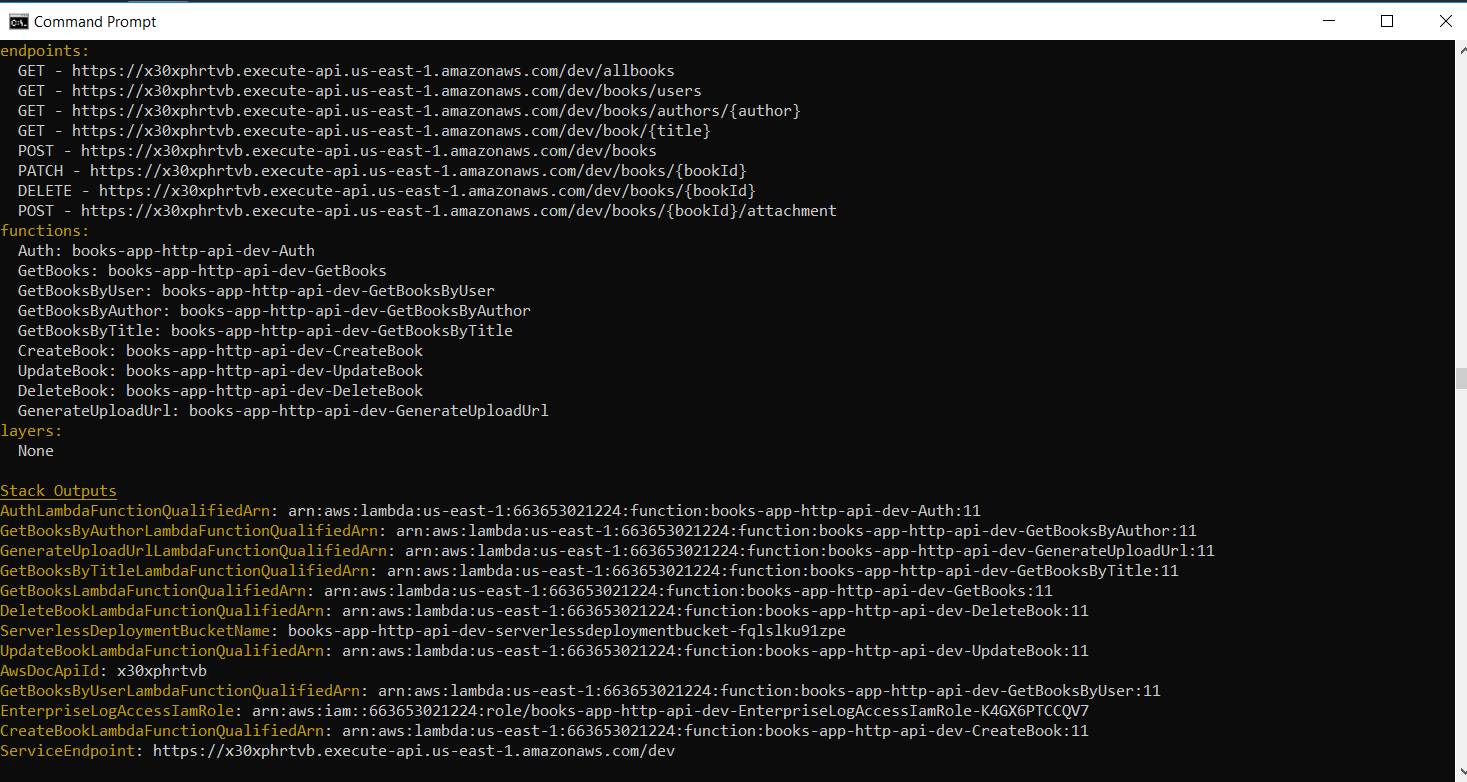 Command Prompt
endpoints:
GET - https://x30xphrtvb.execute-api.us-east-1.amazonaws.com/dev/allbooks
GET - https://x30xphrtvb.execute-api.us-east-1.amazonaws.com/dev/books/users
GET - https://x30xphrtvb.execute-api.us-east-1.amazonaws.com/dev/books/authors/{author}
GET - https://x30xphrtvb.execute-api.us-east-1.amazonaws.com/dev/book/{title}
POST - https://x30xphrtvb.execute-api.us-east-1.amazonaws.com/dev/books
PATCH - https://x30xphrtvb.execute-api.us-east-1.amazonaws.com/dev/books/{bookId}
DELETE - https://x30xphrtvb.execute-api.us-east-1.amazonaws.com/dev/books/{bookId}
POST - https://x30xphrtvb.execute-api.us-east-1.amazonaws.com/dev/books/{bookId}/attachment
functions:
Auth: books-app-http-api-dev-Auth
GetBooks: books-app-http-api-dev-GetBooks
GetBooksByUser: books-app-http-api-dev-GetBooksByUser
GetBooksByAuthor: books-app-http-api-dev-GetBooksByAuthor
GetBooksByTitle: books-app-http-api-dev-GetBooksByTitle
CreateBook: books-app-http-api-dev-CreateBook
UpdateBook: books-app-http-api-dev-UpdateBook
DeleteBook: books-app-http-api-dev-DeleteBook
GenerateUploadUrl: books-app-http-api-dev-GenerateUploadUrl
layers:
None
Stack Outputs
AuthLambdaFunctionQualifiedArn: arn:aws:lambda:us-east-1:663653021224:function:books-app-http-api-dev-Auth:11
GetBooksByAuthorLambdaFunctionQualifiedArn: arn:aws:lambda:us-east-1:663653021224:function:books-app-http-api-dev-GetBooksByAuthor:11
GenerateUploadUrlLambdaFunctionQualifiedArn: arn:aws:lambda:us-east-1:663653021224:function:books-app-http-api-dev-GenerateUploadUrl:11
GetBooksByTitleLambdaFunctionQualifiedArn: arn:aws:lambda:us-east-1:663653021224:function:books-app-http-api-dev-GetBooksByTitle:11
GetBooksLambdaFunctionQualifiedArn: arn:aws:lambda:us-east-1:663653021224:function:books-app-http-api-dev-GetBooks:11
DeleteBookLambdaFunctionQualifiedArn: arn:aws:lambda:us-east-1:663653021224:function:books-app-http-api-dev-DeleteBook:11
ServerlessDeploymentBucketName: books-app-http-api-dev-serverlessdeploymentbucket-fqlslku91zpe
UpdateBookLambdaFunctionQualifiedArn: arn:aws:lambda:us-east-1:663653021224:function:books-app-http-api-dev-UpdateBook:11
AwsDocApiId: x30xphrtvb
GetBooksByUserLambdaFunctionQualifiedArn: arn:aws:lambda:us-east-1:663653021224:function:books-app-http-api-dev-GetBooksByUser:11
EnterpriseLogAccessIamRole: arn:aws:iam::663653021224:role/books-app-http-api-dev-EnterpriseLogAccessIamRole-K4GX6PTCCQV7
CreateBookLambdaFunctionQualifiedArn: arn:aws:lambda:us-east-1:663653021224:function:books-app-http-api-dev-CreateBook:11
ServiceEndpoint: https://x30xphrtvb.execute-api.us-east-1.amazonaws.com/dev